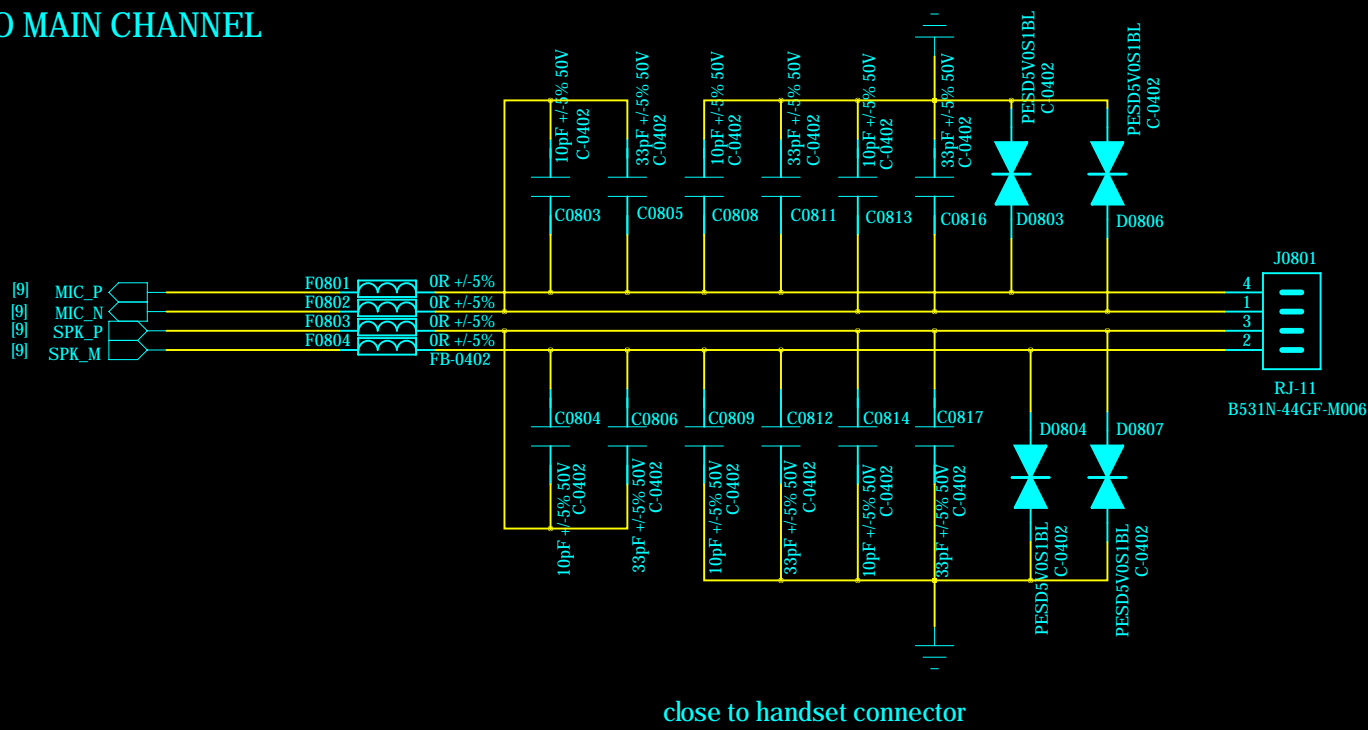 O MAIN CHANNEL
10pF +/-5% 50V
C-0402
33pF +/-5% 50V
C-0402
10pF +/-5% 50V
C-0402
33pF +/-5% 50V
C-0402
10pF +/-5% 50V
C-0402
33pF +/-5% 50V
C-0402
PESD5V0S1BL
C-0402
PESD5V0S1BL
C-0402
C0803
C0805
C0808
C0811
C0813
C0816
D0803
D0806
J0801
[9] MIC_P
F0801
0R +/-5%
4
[9] MIC_N
F0802
0R +/-5%
1
[9] SPK_P
F0803
0R +/-5%
3
[9] SPK_M
F0804
0R +/-5%
2
FB-0402
RJ-11
B531N-44GF-M006
C0804
C0806
C0809
C0812
C0814
C0817
D0804
D0807
10pF +/-5% 50V
C-0402
33pF +/-5% 50V
C-0402
10pF +/-5% 50V
C-0402
33pF +/-5% 50V
C-0402
10pF +/-5% 50V
C-0402
33pF +/-5% 50V
C-0402
PESD5V0S1BL
C-0402
PESD5V0S1BL
C-0402
close to handset connector